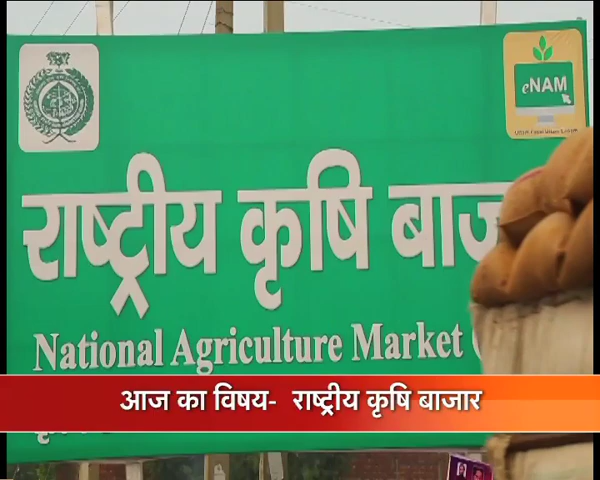 eNAM
राष्ट्रीय कृषि बाज
National Agriculture Market
आज का विषय- राष्ट्रीय कृषि बाजार